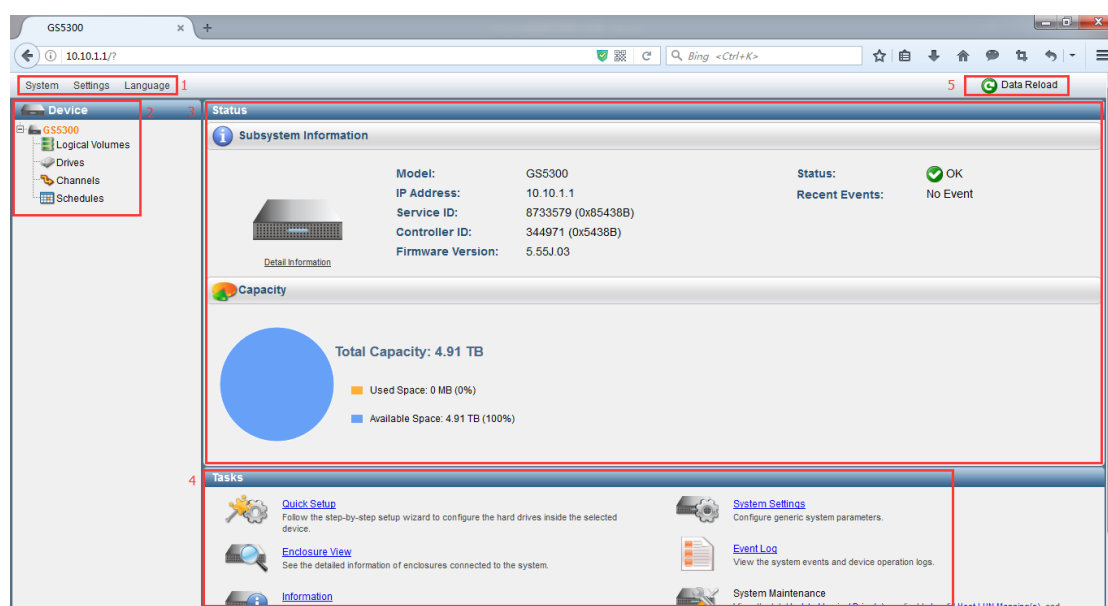 GS5300 × +
10.10.1.1/?
Bing <Ctrl+K>
System Settings Language 1
5 Data Reload
Device 2
3 Status
GS5300
Logical Volumes
Drives
Channels
Schedules
Subsystem Information
Model: GS5300
IP Address: 10.10.1.1
Service ID: 8733579 (0x85438B)
Controller ID: 344971 (0x5438B)
Firmware Version: 5.55J.03
Status: OK
Recent Events: No Event
Detail Information
Capacity
Total Capacity: 4.91 TB
Used Space: 0 MB (0%)
Available Space: 4.91 TB (100%)
4 Tasks
Quick Setup
Follow the step-by-step setup wizard to configure the hard drives inside the selected
device.
Enclosure View
See the detailed information of enclosures connected to the system.
Information
System Settings
Configure generic system parameters.
Event Log
View the system events and device operation logs.
System Maintenance